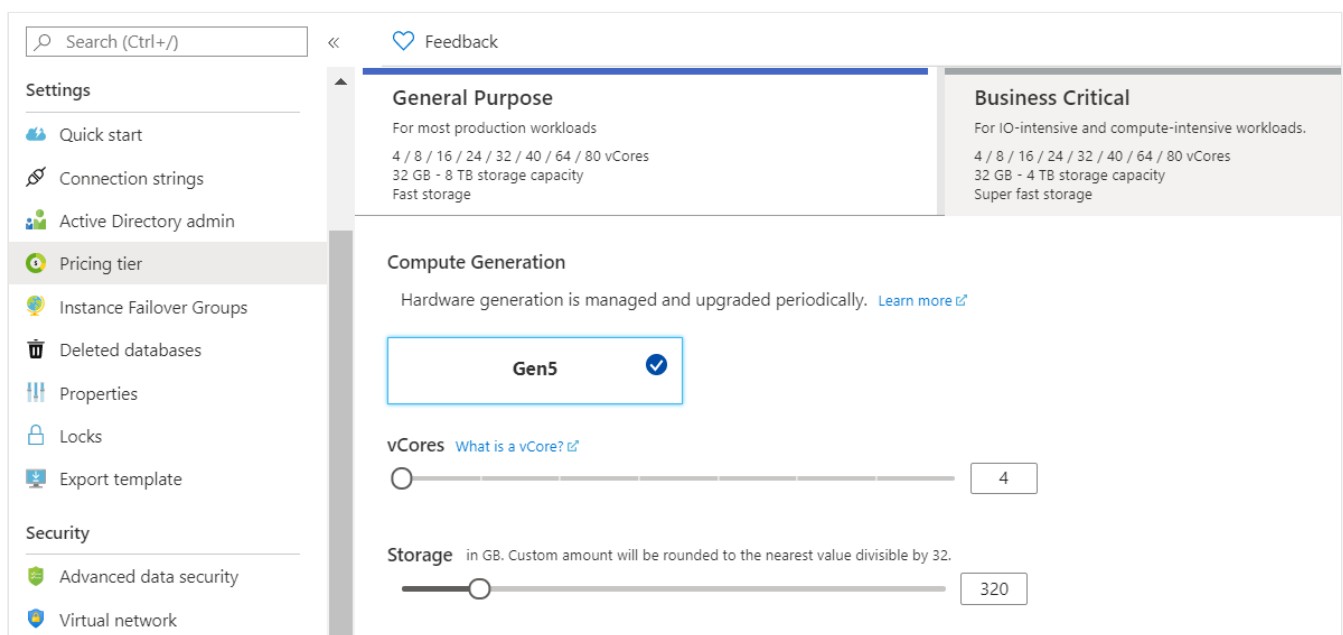 Search (Ctrl+/)
«
Feedback
Settings
Quick start
Connection strings
Active Directory admin
Pricing tier
Instance Failover Groups
Deleted databases
Properties
Locks
Export template
Security
Advanced data security
Virtual network
General Purpose
For most production workloads
4 / 8 / 16 / 24 / 32 / 40 / 64 / 80 vCores
32 GB - 8 TB storage capacity
Fast storage
Business Critical
For IO-intensive and compute-intensive workloads.
4 / 8 / 16 / 24 / 32 / 40 / 64 / 80 vCores
32 GB - 4 TB storage capacity
Super fast storage
Compute Generation
Hardware generation is managed and upgraded periodically. Learn more
Gen5
vCores What is a vCore?
4
Storage in GB. Custom amount will be rounded to the nearest value divisible by 32.
320